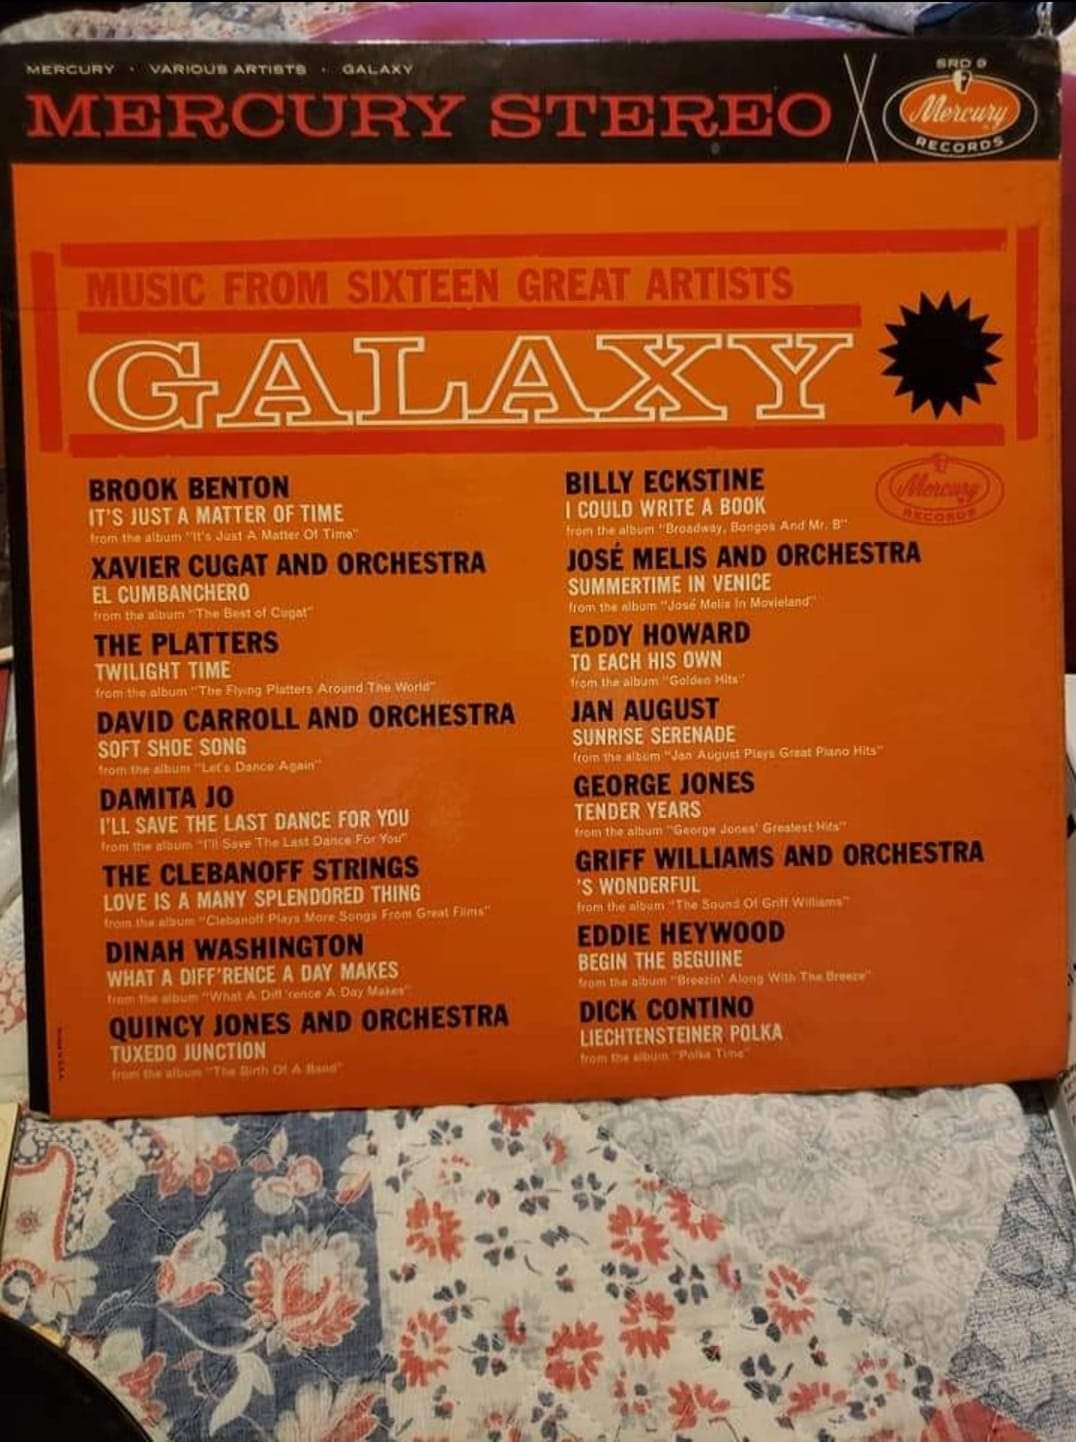 MERCURY · VARIOUS ARTISTS · GALAXY
MERCURY STEREO
SRD 9
Mercury
RECORDS
MUSIC FROM SIXTEEN GREAT ARTISTS
GALAXY
Mercury
RECORDS
BROOK BENTON
IT'S JUST A MATTER OF TIME
from the album "It's Just A Matter Of Time"
XAVIER CUGAT AND ORCHESTRA
EL CUMBANCHERO
from the album "The Best of Cugat"
THE PLATTERS
TWILIGHT TIME
from the album "The Flying Platters Around The World"
DAVID CARROLL AND ORCHESTRA
SOFT SHOE SONG
from the album "Let's Dance Again"
DAMITA JO
I'LL SAVE THE LAST DANCE FOR YOU
from the album "I'll Save The Last Dance For You"
THE CLEBANOFF STRINGS
LOVE IS A MANY SPLENDORED THING
from the album "Clebanoff Plays More Songs From Great Films"
DINAH WASHINGTON
WHAT A DIFF'RENCE A DAY MAKES
from the album "What A Diff'rence A Day Makes"
QUINCY JONES AND ORCHESTRA
TUXEDO JUNCTION
from the album "The Birth Of A Band"
BILLY ECKSTINE
I COULD WRITE A BOOK
from the album "Broadway, Bongos And Mr. B"
JOSÉ MELIS AND ORCHESTRA
SUMMERTIME IN VENICE
from the album "José Melis In Movieland"
EDDY HOWARD
TO EACH HIS OWN
from the album "Golden Hits"
JAN AUGUST
SUNRISE SERENADE
from the album "Jan August Plays Great Piano Hits"
GEORGE JONES
TENDER YEARS
from the album "George Jones' Greatest Hits"
GRIFF WILLIAMS AND ORCHESTRA
'S WONDERFUL
from the album "The Sound Of Griff Williams"
EDDIE HEYWOOD
BEGIN THE BEGUINE
from the album "Breezin' Along With The Breeze"
DICK CONTINO
LIECHTENSTEINER POLKA
from the album "Polka Time"